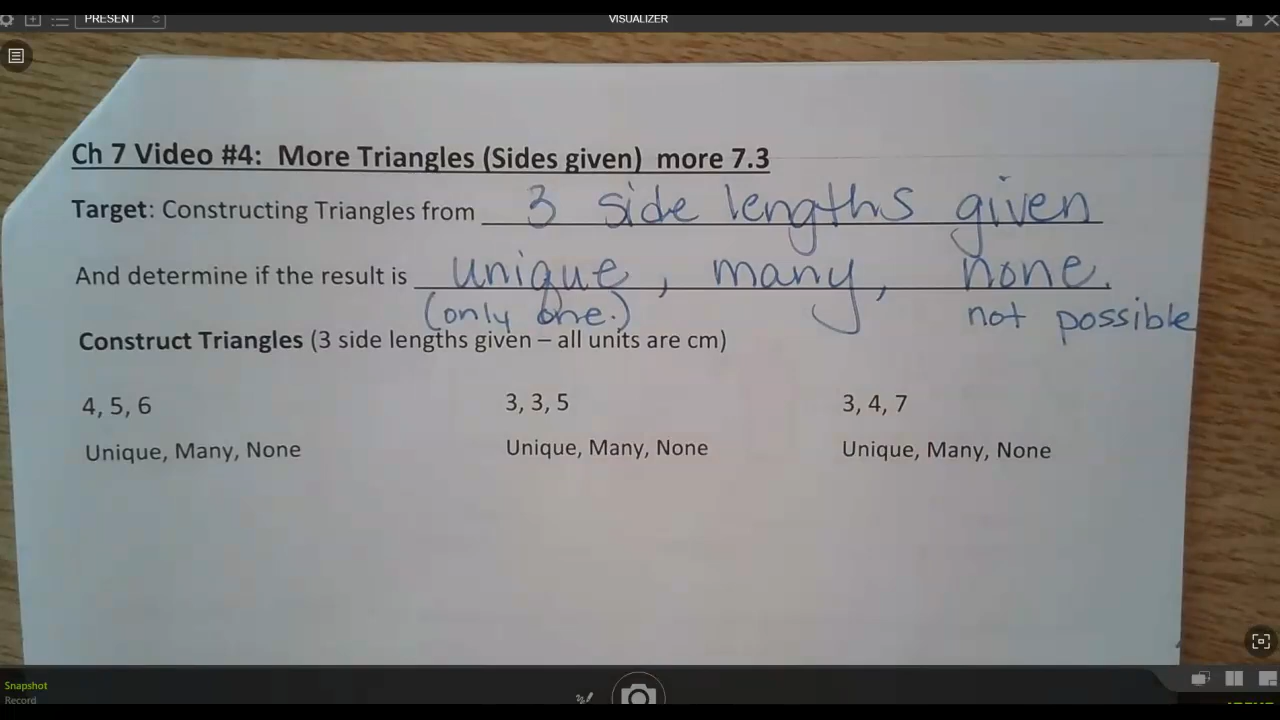 PRESENT
VISUALIZER
Ch 7 Video #4: More Triangles (Sides given) more 7.3
Target: Constructing Triangles from 3 side lengths given
And determine if the result is unique, many, none.
(only one.) not possible
Construct Triangles (3 side lengths given – all units are cm)
4, 5, 6
Unique, Many, None
3, 3, 5
Unique, Many, None
3, 4, 7
Unique, Many, None
Snapshot
Record